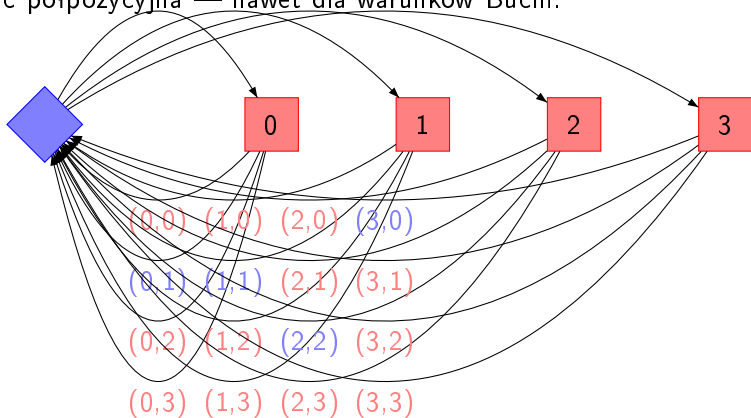 c półpozycyjna — nawet dla warunków Büchi.
0 1 2 3
(0,0) (1,0) (2,0) (3,0)
(0,1) (1,1) (2,1) (3,1)
(0,2) (1,2) (2,2) (3,2)
(0,3) (1,3) (2,3) (3,3)